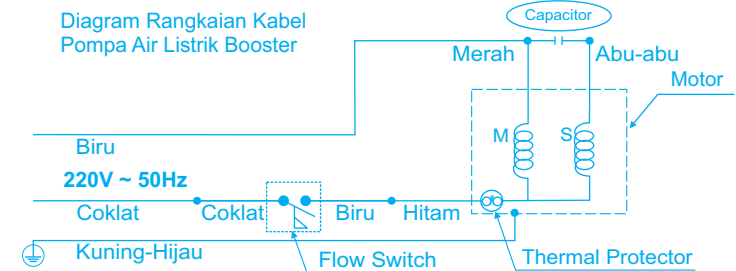 Diagram Rangkaian Kabel
Pompa Air Listrik Booster
Capacitor
Merah
Abu-abu
Motor
M
S
Biru
220V ~ 50Hz
Coklat
Coklat
Biru
Hitam
Kuning-Hijau
Flow Switch
Thermal Protector